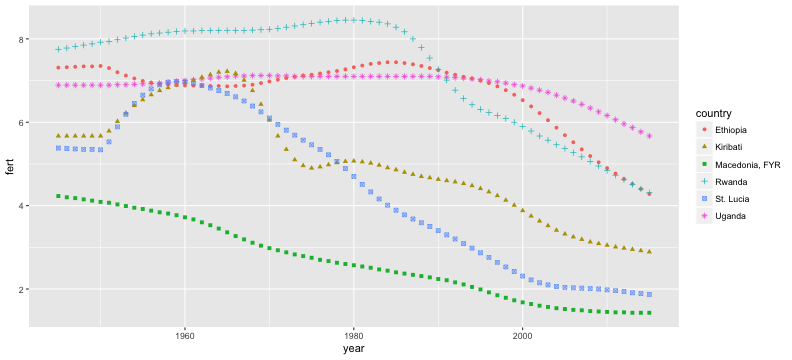 8
6
4
2
fert
1960
1980
2000
year
country
Ethiopia
Kiribati
Macedonia, FYR
Rwanda
St. Lucia
Uganda